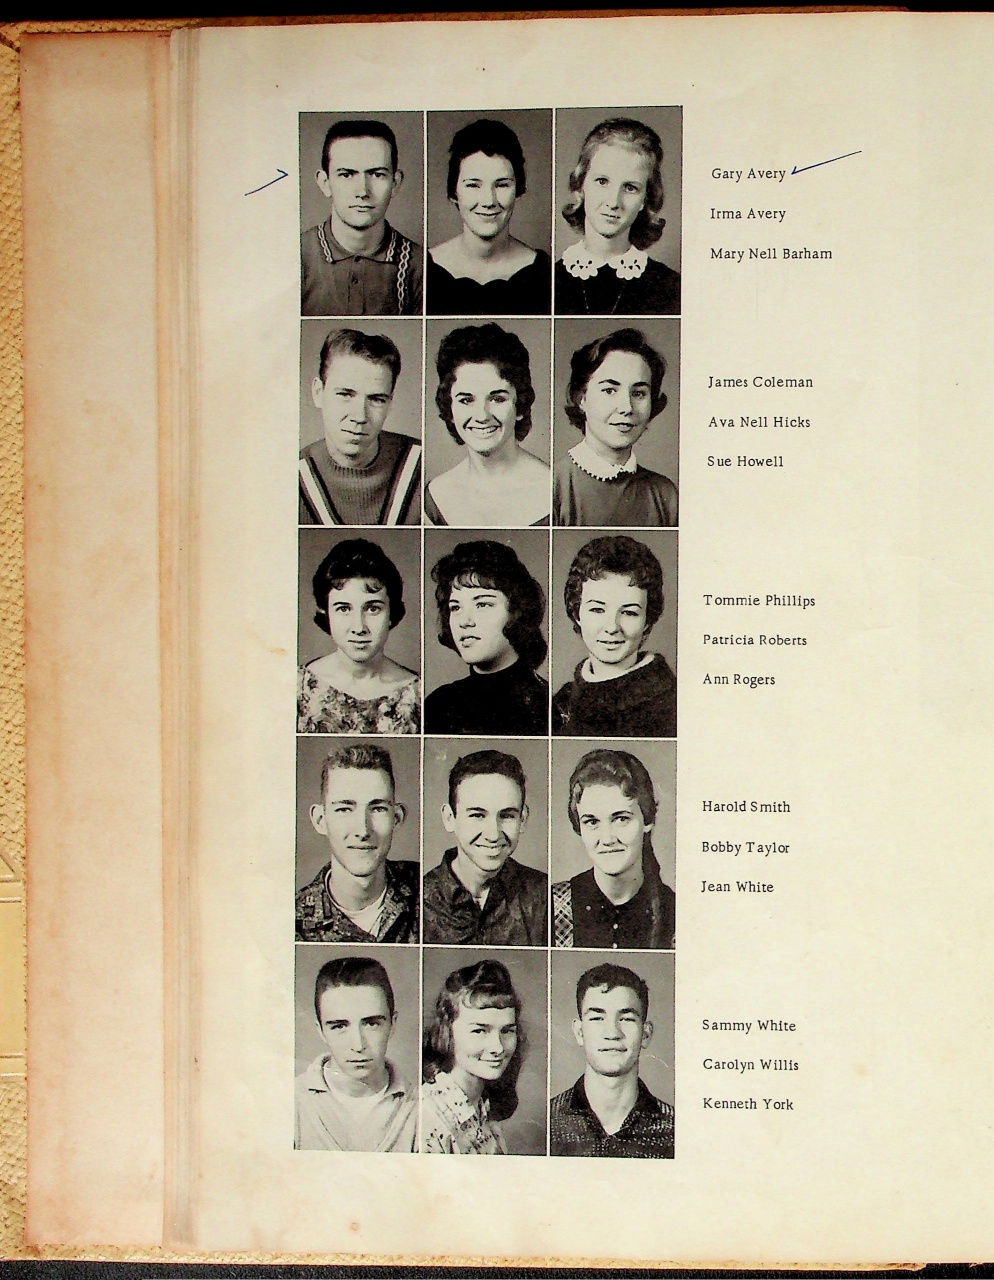 Gary Avery
Irma Avery
Mary Nell Barham
James Coleman
Ava Nell Hicks
Sue Howell
Tommie Phillips
Patricia Roberts
Ann Rogers
Harold Smith
Bobby Taylor
Jean White
Sammy White
Carolyn Willis
Kenneth York